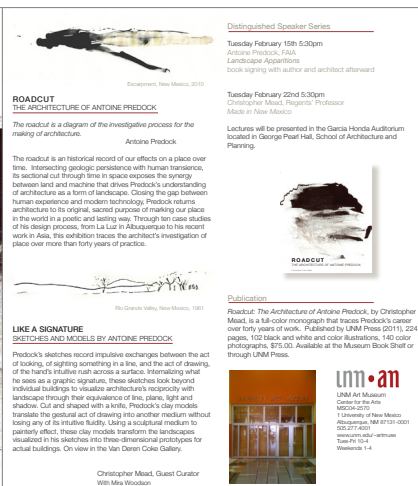 Escarpment, New Mexico, 2010
ROADCUT
THE ARCHITECTURE OF ANTOINE PREDOCK
The roadcut is a diagram of the investigative process for the
making of architecture.
Antoine Predock
The roadcut is an historical record of our effects on a place over
time.  Intersecting geologic persistence with human transience,
its sectional cut through time in space exposes the synergy
between land and machine that drives Predock's understanding
of architecture as a form of landscape. Closing the gap between
human experience and modern technology, Predock returns
architecture to its original, sacred purpose of marking our place
in the world in a poetic and lasting way. Through ten case studies
of his design process, from La Luz in Albuquerque to his recent
work in Asia, this exhibition traces the architect's investigation of
place over more than forty years of practice.
Rio Grande Valley, New Mexico, 1961
LIKE A SIGNATURE
SKETCHES AND MODELS BY ANTOINE PREDOCK
Predock's sketches record impulsive exchanges between the act
of looking, of sighting something in a line, and the act of drawing,
of the hand's intuitive rush across a surface. Internalizing what
he sees as a graphic signature, these sketches look beyond
individual buildings to visualize architecture's reciprocity with
landscape through their equivalence of line, plane, light and
shadow. Cut and shaped with a knife, Predock's clay models
translate the gestural act of drawing into another medium without
losing any of its intuitive fluidity. Using a sculptural medium to
painterly effect, these clay models transform the landscapes
visualized in his sketches into three-dimensional prototypes for
actual buildings. On view in the Van Deren Coke Gallery.
Christopher Mead, Guest Curator
With Mira Woodson
Distinguished Speaker Series
Tuesday February 15th 5:30pm
Antoine Predock, FAIA
Landscape Apparitions
book signing with author and architect afterward
Tuesday February 22nd 5:30pm
Christopher Mead, Regents' Professor
Made in New Mexico
Lectures will be presented in the Garcia Honda Auditorium
located in George Pearl Hall, School of Architecture and
Planning.
ROADCUT
THE ARCHITECTURE OF ANTOINE PREDOCK
Publication
Roadcut: The Architecture of Antoine Predock, by Christopher
Mead, is a full-color monograph that traces Predock's career
over forty years of work.  Published by UNM Press (2011), 224
pages, 102 black and white and color illustrations, 140 color
photographs, $75.00. Available at the Museum Book Shelf or
through UNM Press.
unm•am
UNM Art Museum
Center for the Arts
MSC04-2570
1 University of New Mexico
Albuquerque, NM 87131-0001
505.277.4001
www.unm.edu/~artmuse
Tues-Fri 10-4
Weekends 1-4